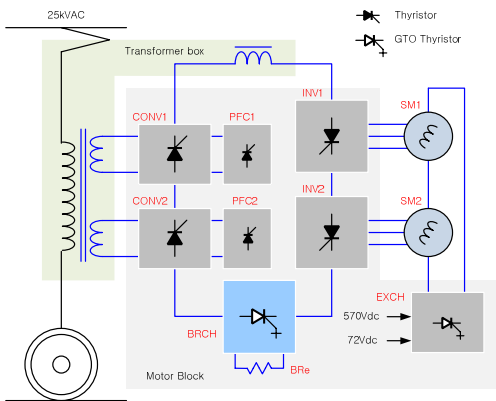 25kVAC
Thyristor
GTO Thyristor
Transformer box
INV1
SM1
CONV1
PFC1
INV2
SM2
CONV2
PFC2
EXCH
570Vdc
BRCH
72Vdc
BRe
Motor Block